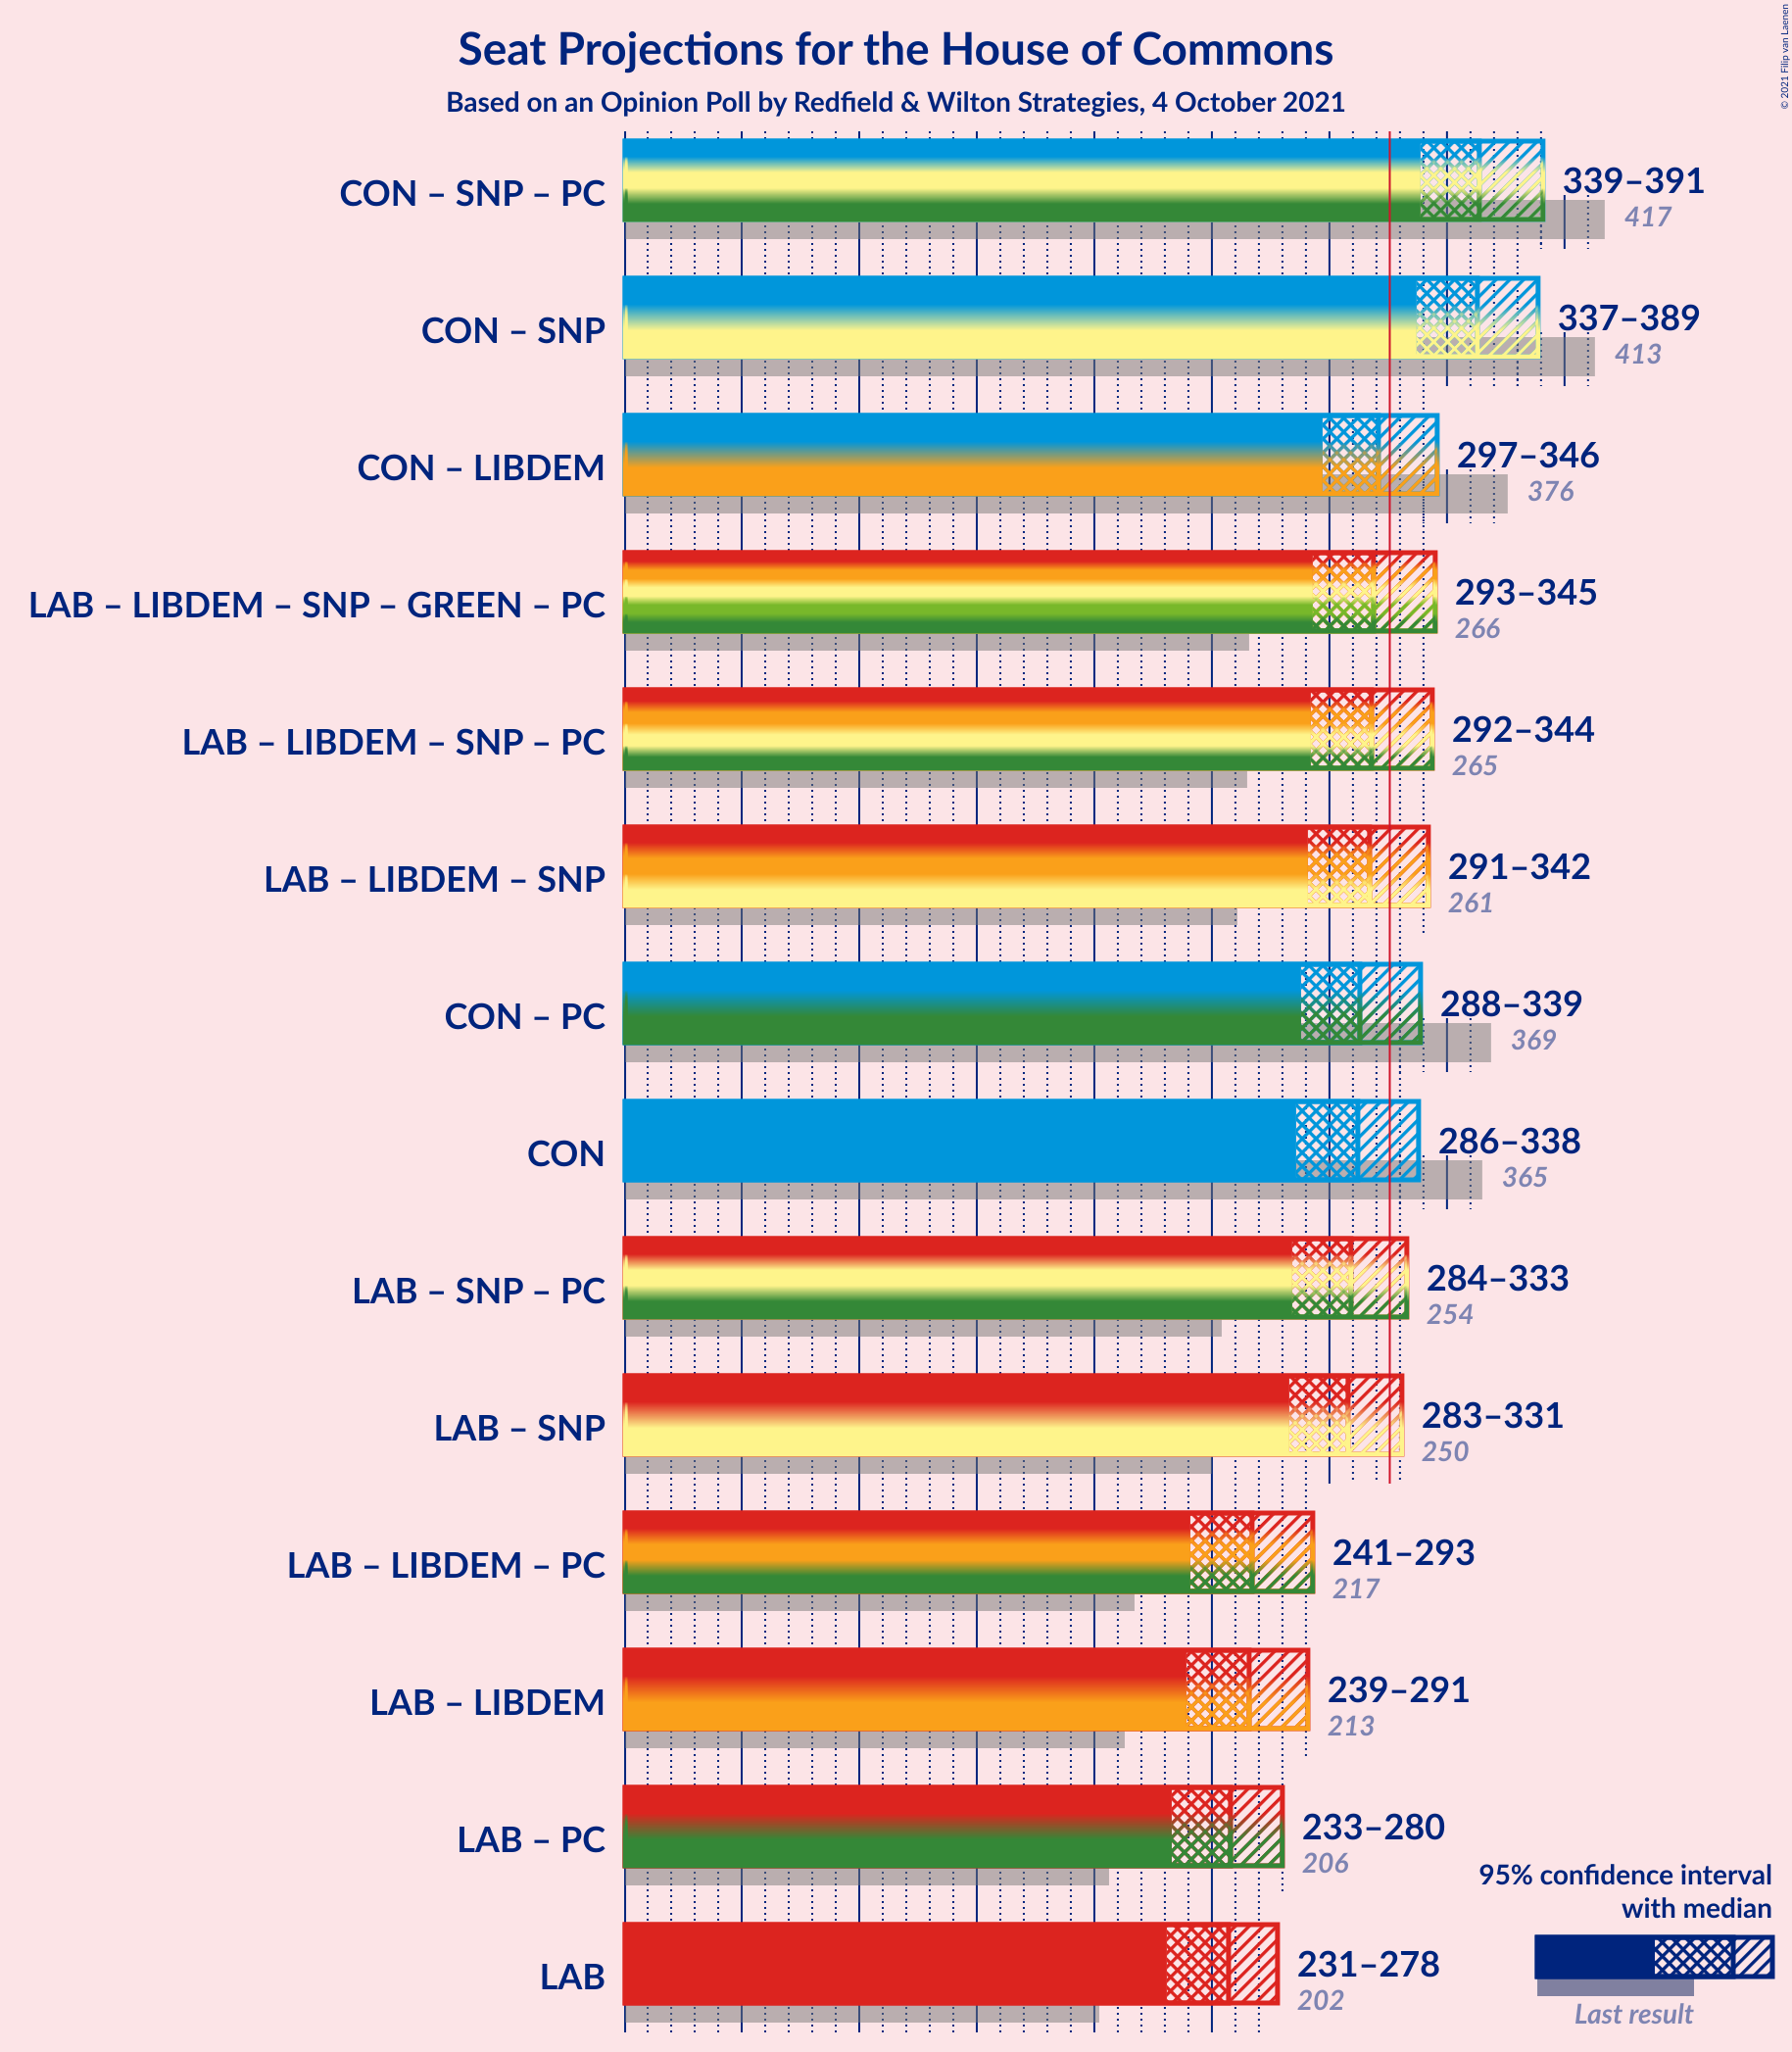 Seat Projections for the House of Commons
Based on an Opinion Poll by Redfield & Wilton Strategies, 4 October 2021
© 2021 Filip van Laenen
CON – SNP – PC
339–391
417
CON – SNP
337–389
413
CON – LIBDEM
297–346
376
LAB – LIBDEM – SNP – GREEN – PC
293–345
266
LAB – LIBDEM – SNP – PC
292–344
265
LAB – LIBDEM – SNP
291–342
261
CON – PC
288–339
369
CON
286–338
365
LAB – SNP – PC
284–333
254
LAB – SNP
283–331
250
LAB – LIBDEM – PC
241–293
217
LAB – LIBDEM
239–291
213
LAB – PC
233–280
206
LAB
231–278
202
95% confidence interval
with median
Last result